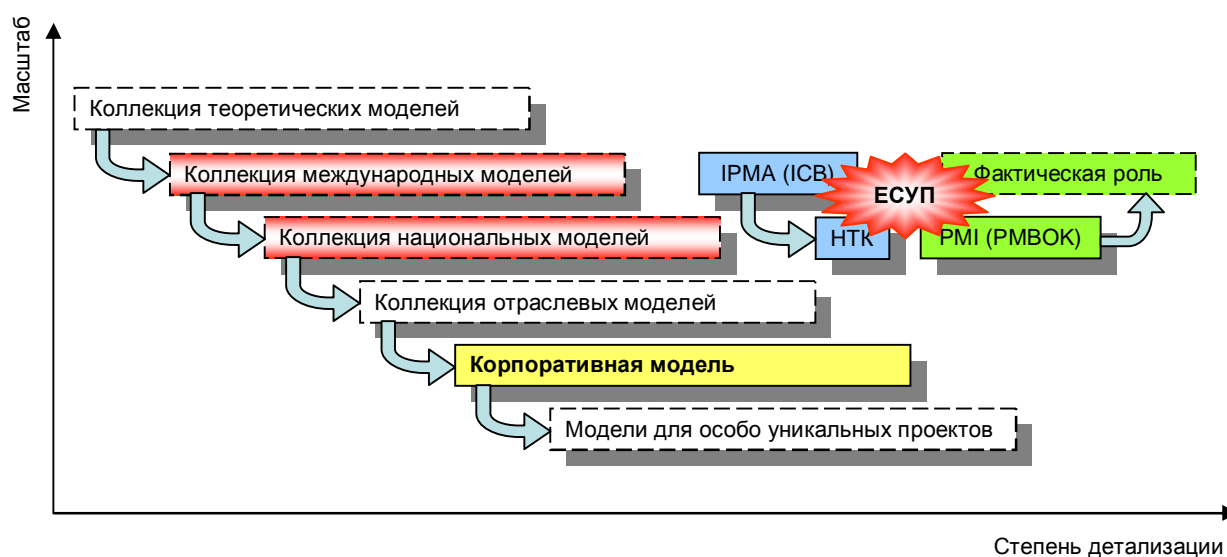 Масштаб
Коллекция теоретических моделей
Коллекция международных моделей
IPMA (ICB)
ЕСУП
Фактическая роль
Коллекция национальных моделей
НТК
PMI (PMBOK)
Коллекция отраслевых моделей
Корпоративная модель
Модели для особо уникальных проектов
Степень детализации